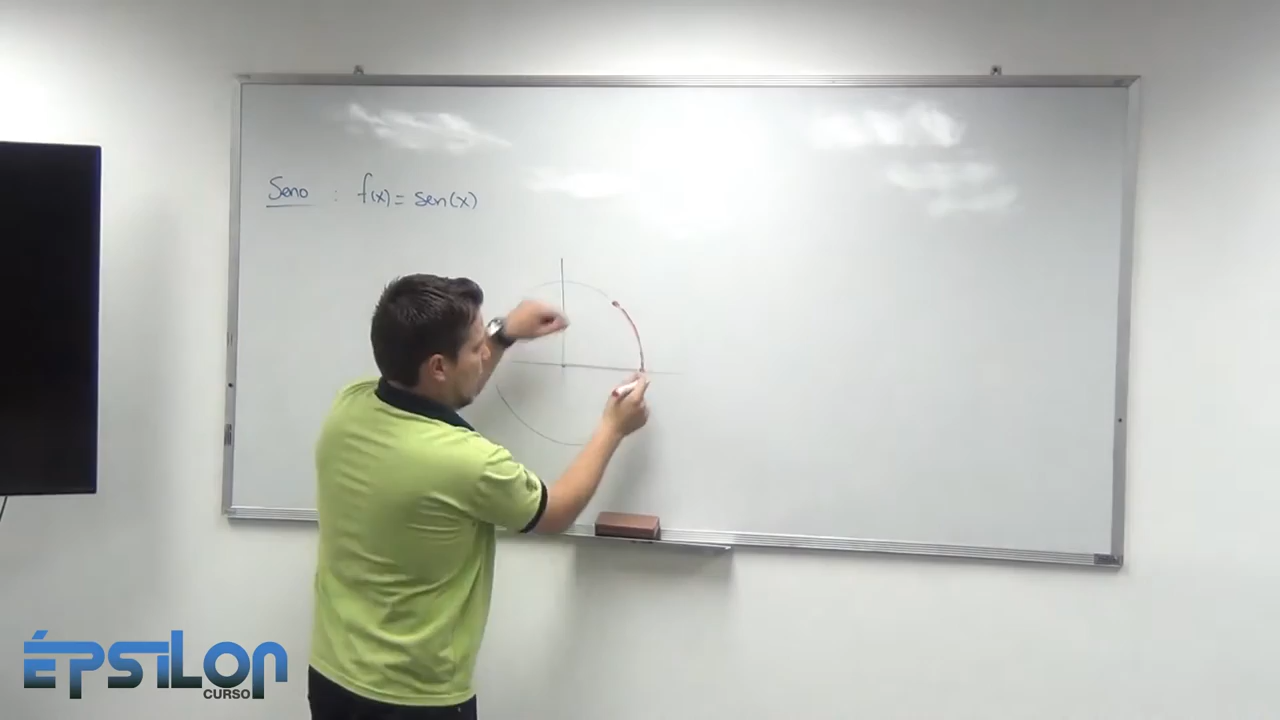 Seno : f(x) = sen(x)
ÉPSILON
CURSO